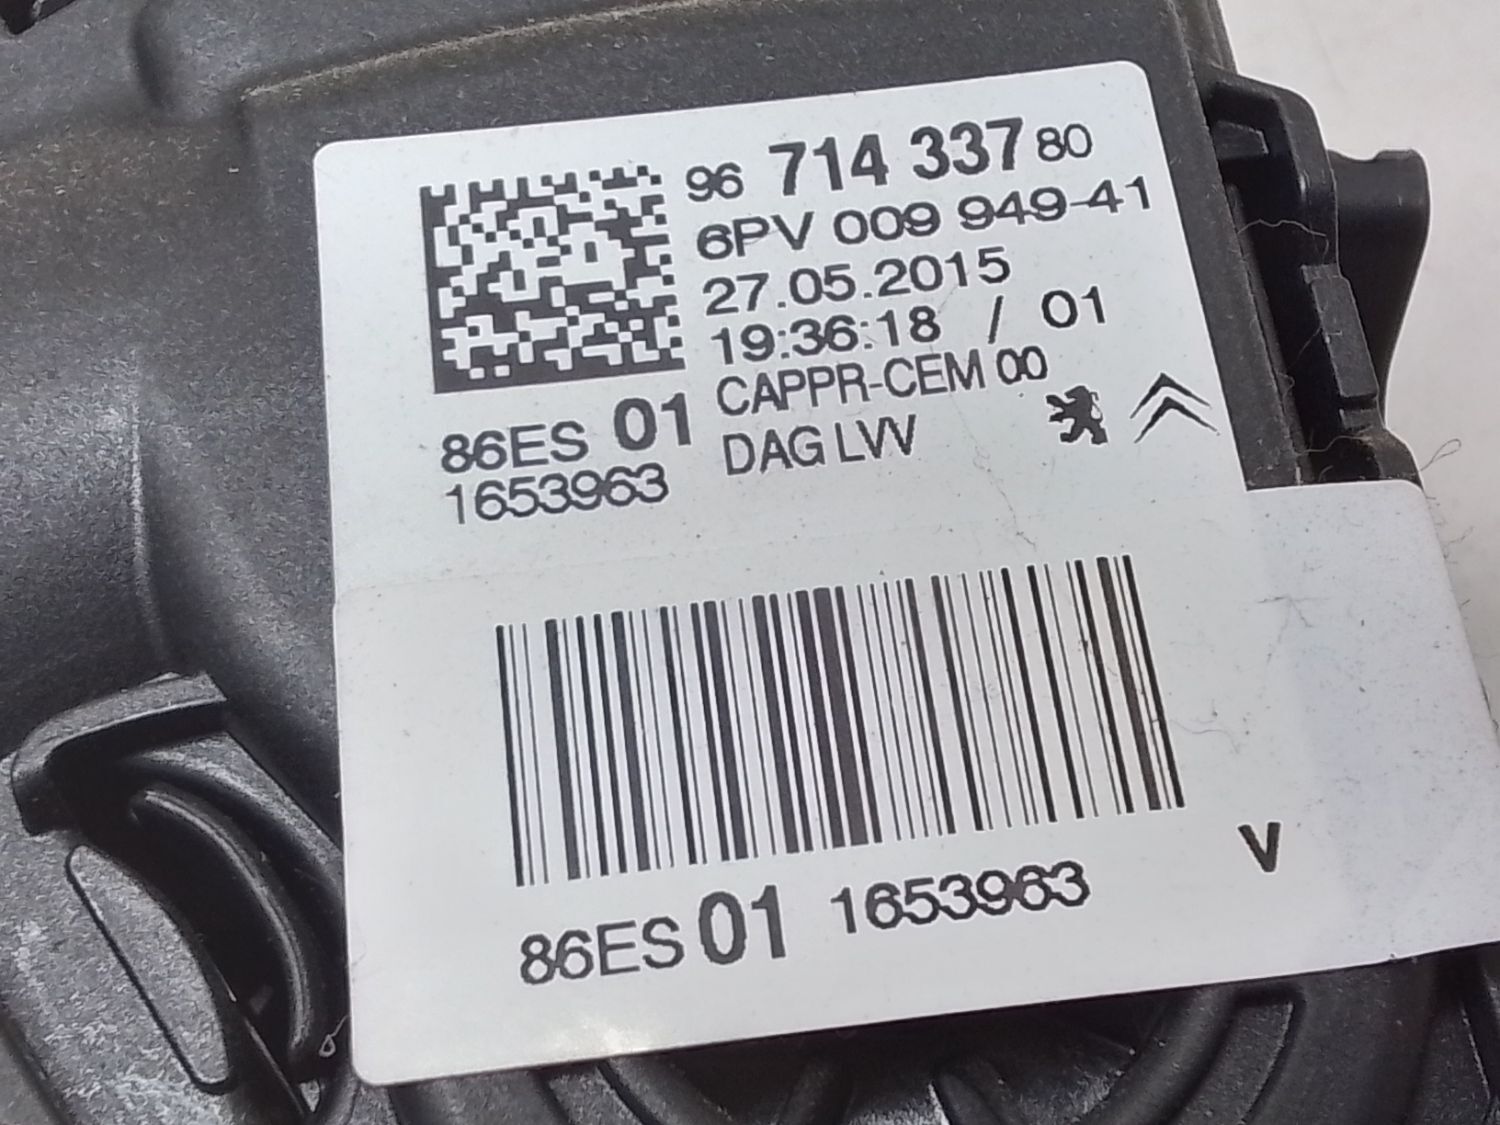 96 714 337 80
6PV 009 949-41
27.05.2015
19:36:18 / 01
CAPPR-CEM 00
DAG LVV
86ES 01
1653963
86ES 01 1653963
V